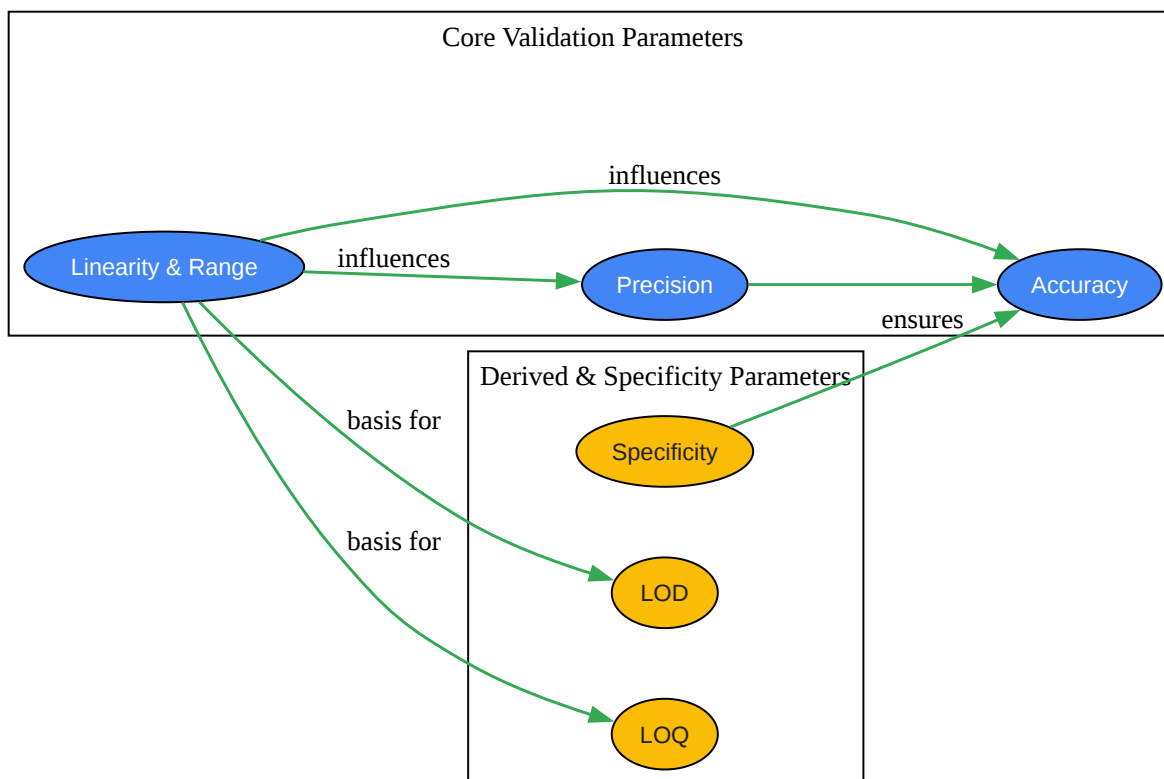 Core Validation Parameters
influences
Linearity & Range
influences
Precision
Accuracy
ensures
Derived & Specificity Parameters
basis for
Specificity
basis for
LOD
LOQ